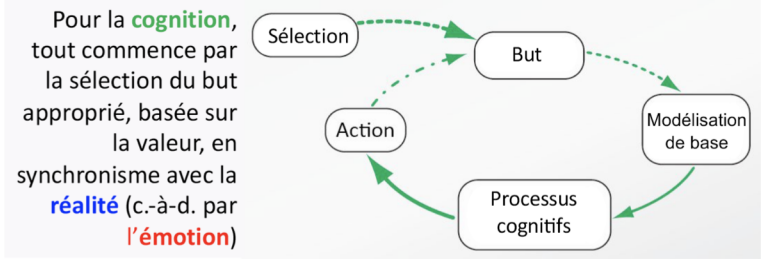 Pour la cognition,
tout commence par
la sélection du but
approprié, basée sur
la valeur, en
synchronisme avec la
réalité (c.-à-d. par
l'émotion)
Sélection
But
Modélisation
de base
Action
Processus
cognitifs